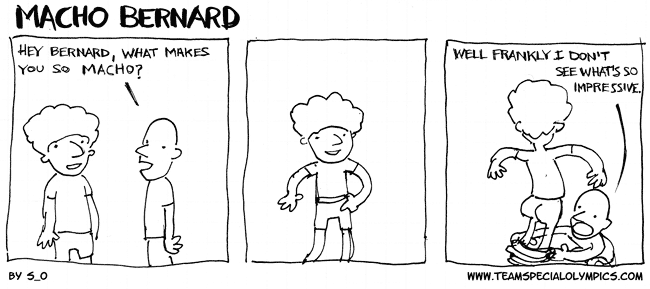 MACHO BERNARD
HEY BERNARD, WHAT MAKES
YOU SO MACHO?
WELL FRANKLY I DON'T
SEE WHAT'S SO
IMPRESSIVE.
BY S_O
WWW.TEAMSPECIALOLYMPICS.COM